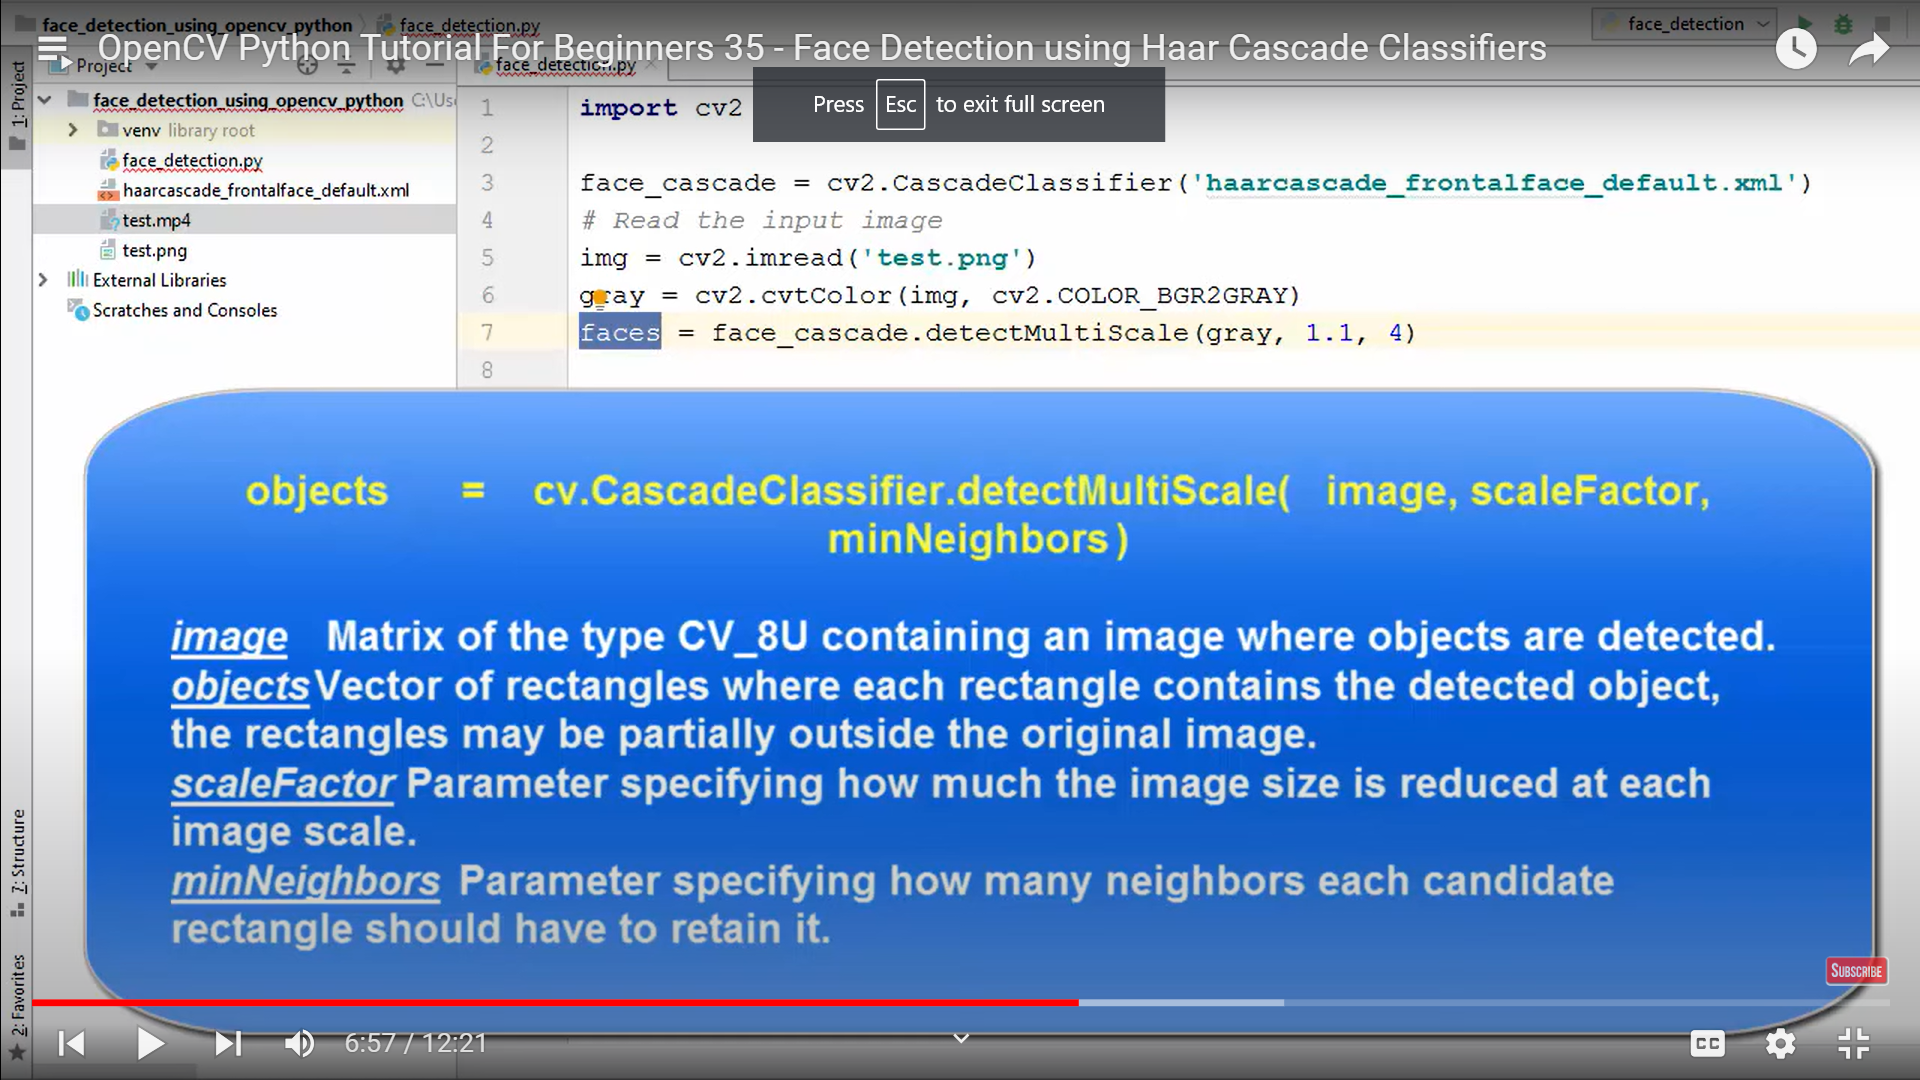 face_detection_using_opencv_python
face_detection.py
face_detection
OpenCV Python Tutorial For Beginners 35 - Face Detection using Haar Cascade Classifiers
1: Project
Project
face_detection.py
Press Esc to exit full screen
face_detection_using_opencv_python C:\Use
venv library root
face_detection.py
haarcascade_frontalface_default.xml
test.mp4
test.png
External Libraries
Scratches and Consoles
1 import cv2
2
3 face_cascade = cv2.CascadeClassifier('haarcascade_frontalface_default.xml')
4 # Read the input image
5 img = cv2.imread('test.png')
6 gray = cv2.cvtColor(img, cv2.COLOR_BGR2GRAY)
7 faces = face_cascade.detectMultiScale(gray, 1.1, 4)
8
objects = cv.CascadeClassifier.detectMultiScale( image, scaleFactor,
minNeighbors )
image Matrix of the type CV_8U containing an image where objects are detected.
objects Vector of rectangles where each rectangle contains the detected object,
the rectangles may be partially outside the original image.
scaleFactor Parameter specifying how much the image size is reduced at each
image scale.
minNeighbors Parameter specifying how many neighbors each candidate
rectangle should have to retain it.
7: Structure
2: Favorites
SUBSCRIBE
6:57 / 12:21
CC